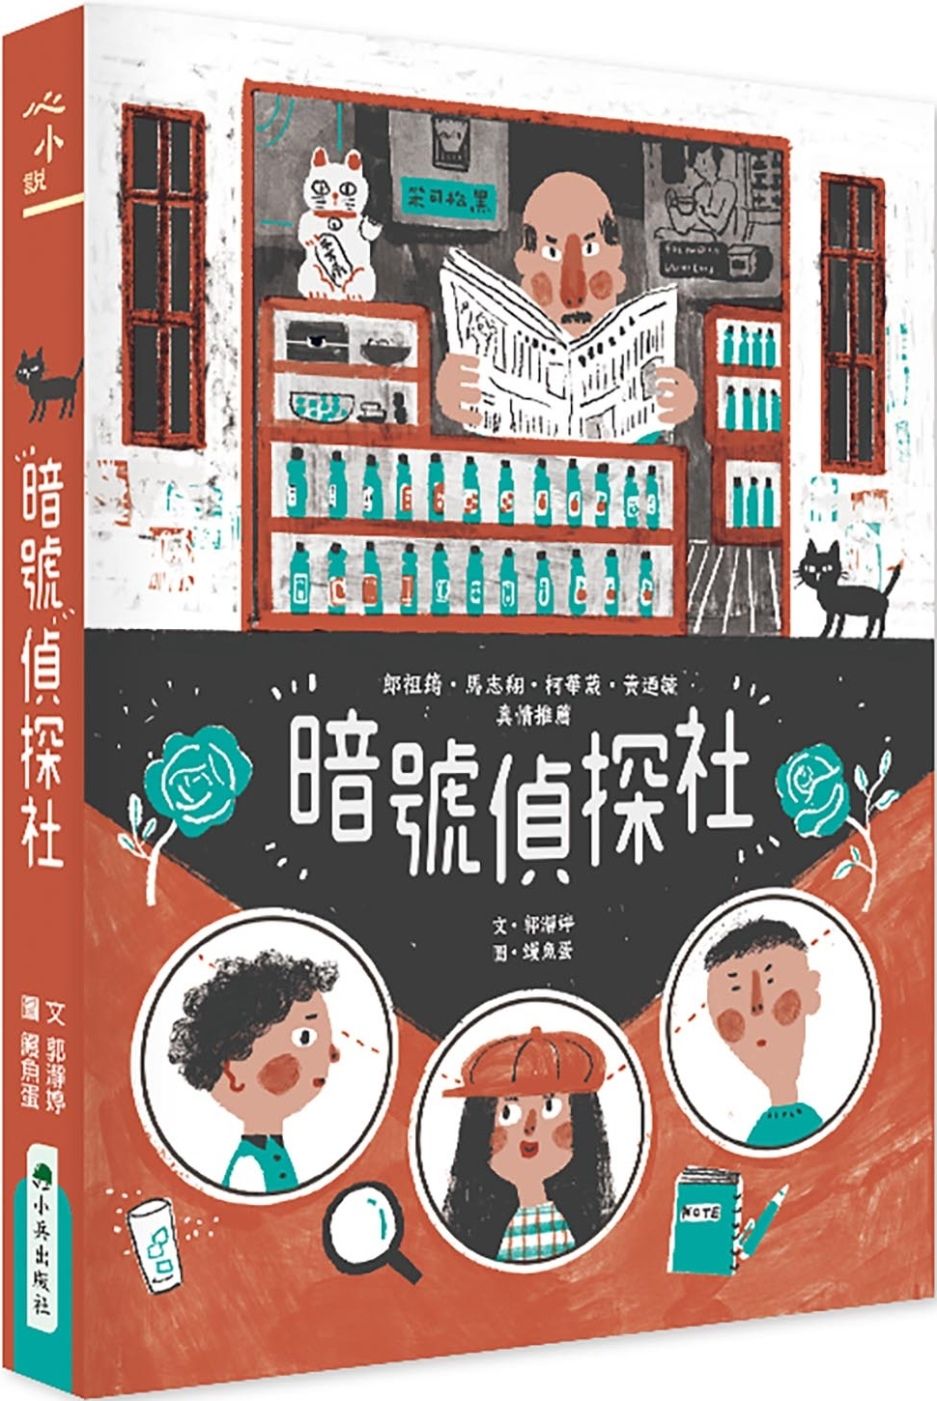 心小說
暗號偵探社
文 郭瀞婷
圖 鰻魚蛋
小兵出版社
笨可松黑
郎祖筠・馬志翔・柯華葳・黃迺毓
真情推薦
暗號偵探社
文・郭瀞婷
圖・鰻魚蛋
NOTE